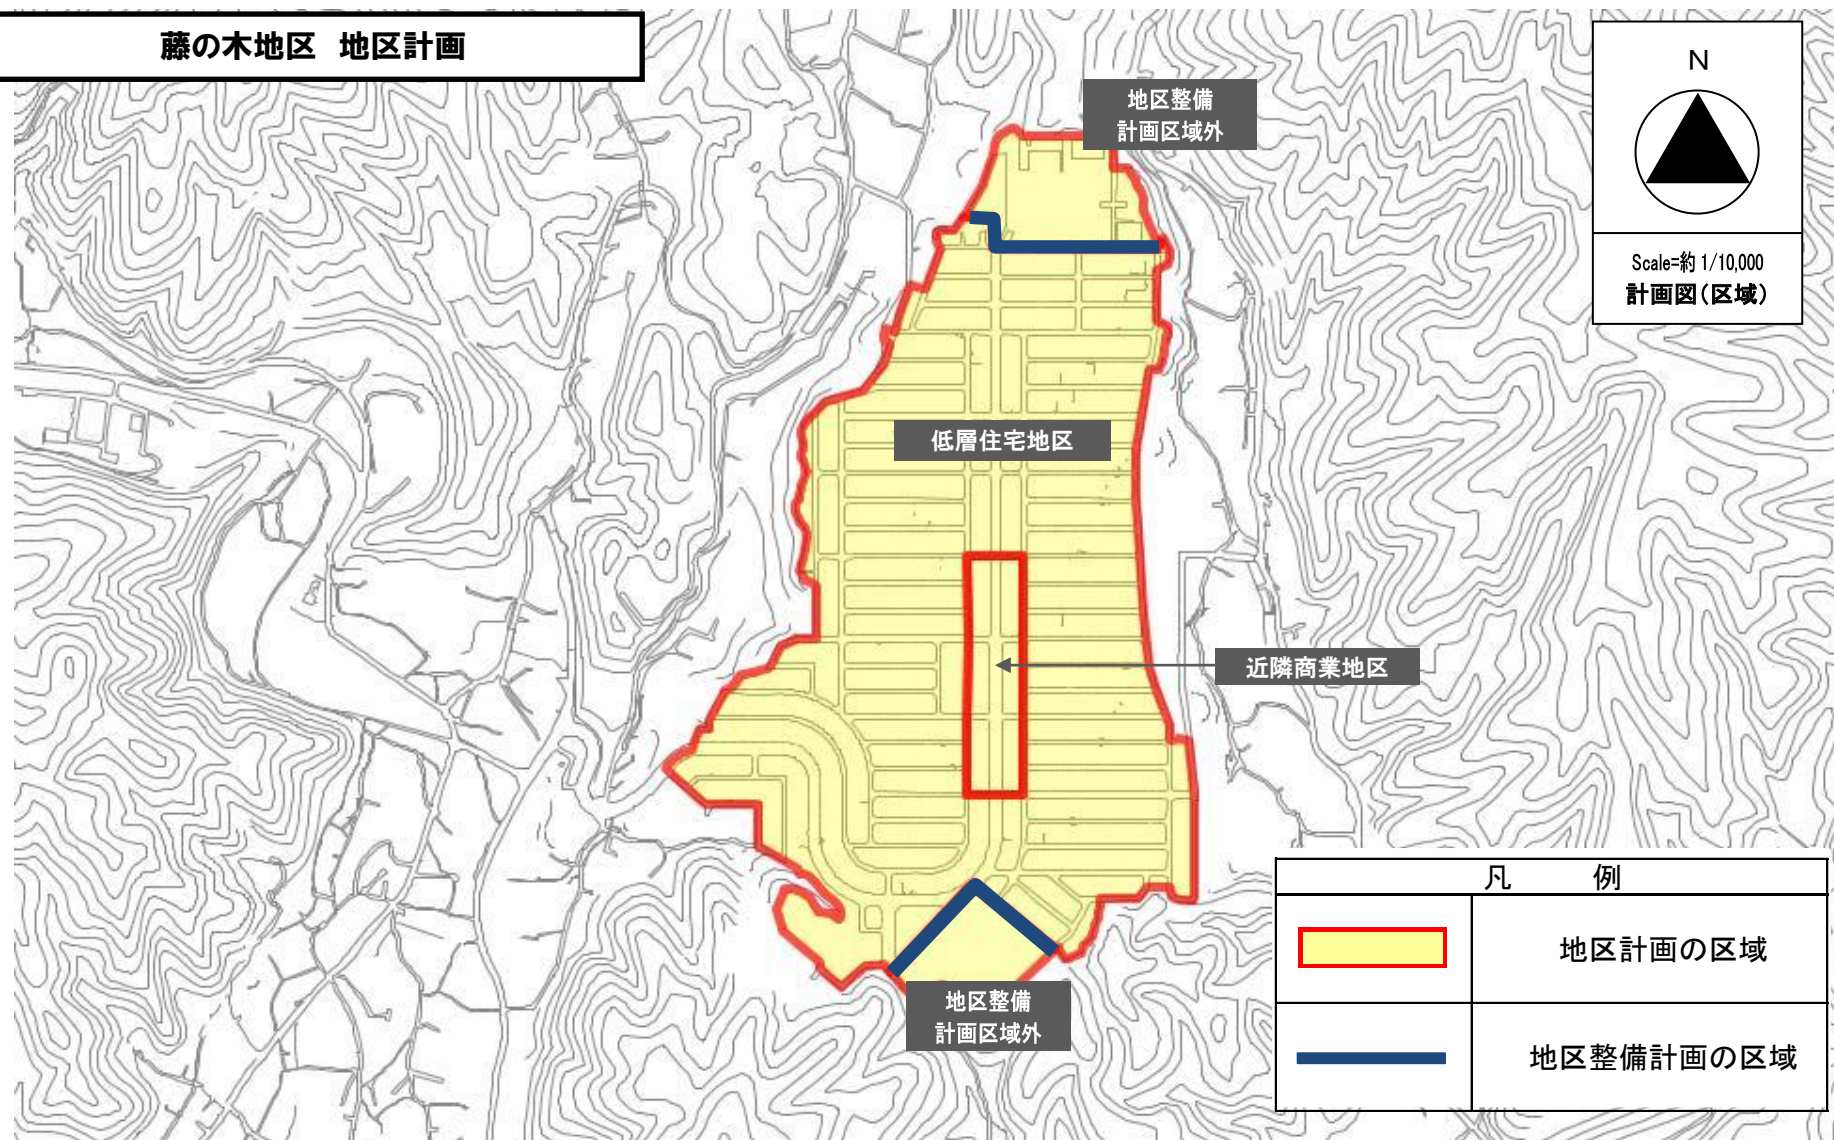 藤の木地区 地区計画
地区整備
計画区域外
N
Scale=約 1/10,000
計画図(区域)
低層住宅地区
近隣商業地区
地区整備
計画区域外
凡 例
地区計画の区域
地区整備計画の区域